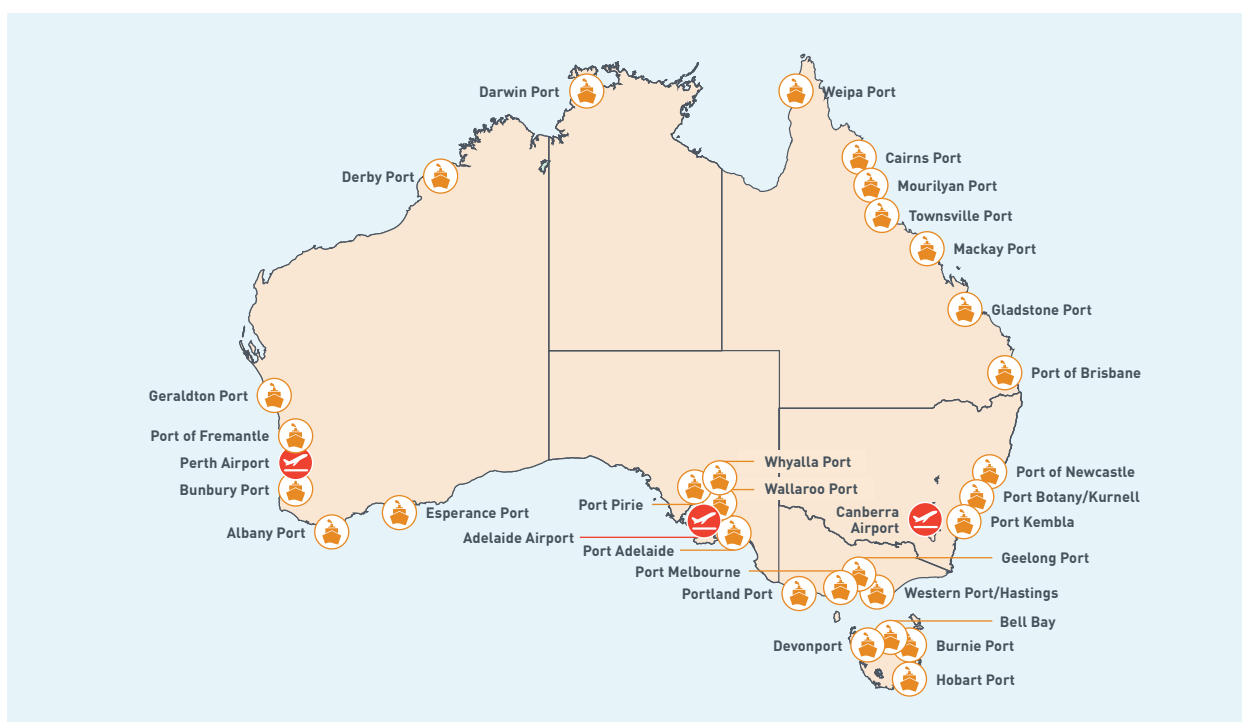 Darwin Port
Weipa Port
Cairns Port
Derby Port
Mourilyan Port
Townsville Port
Mackay Port
Gladstone Port
Port of Brisbane
Geraldton Port
Port of Fremantle
Perth Airport
Whyalla Port
Port of Newcastle
Bunbury Port
Wallaroo Port
Port Botany/Kurnell
Port Pirie
Esperance Port
Canberra
Airport
Port Kembla
Albany Port
Adelaide Airport
Port Adelaide
Geelong Port
Port Melbourne
Portland Port
Western Port/Hastings
Bell Bay
Devonport
Burnie Port
Hobart Port